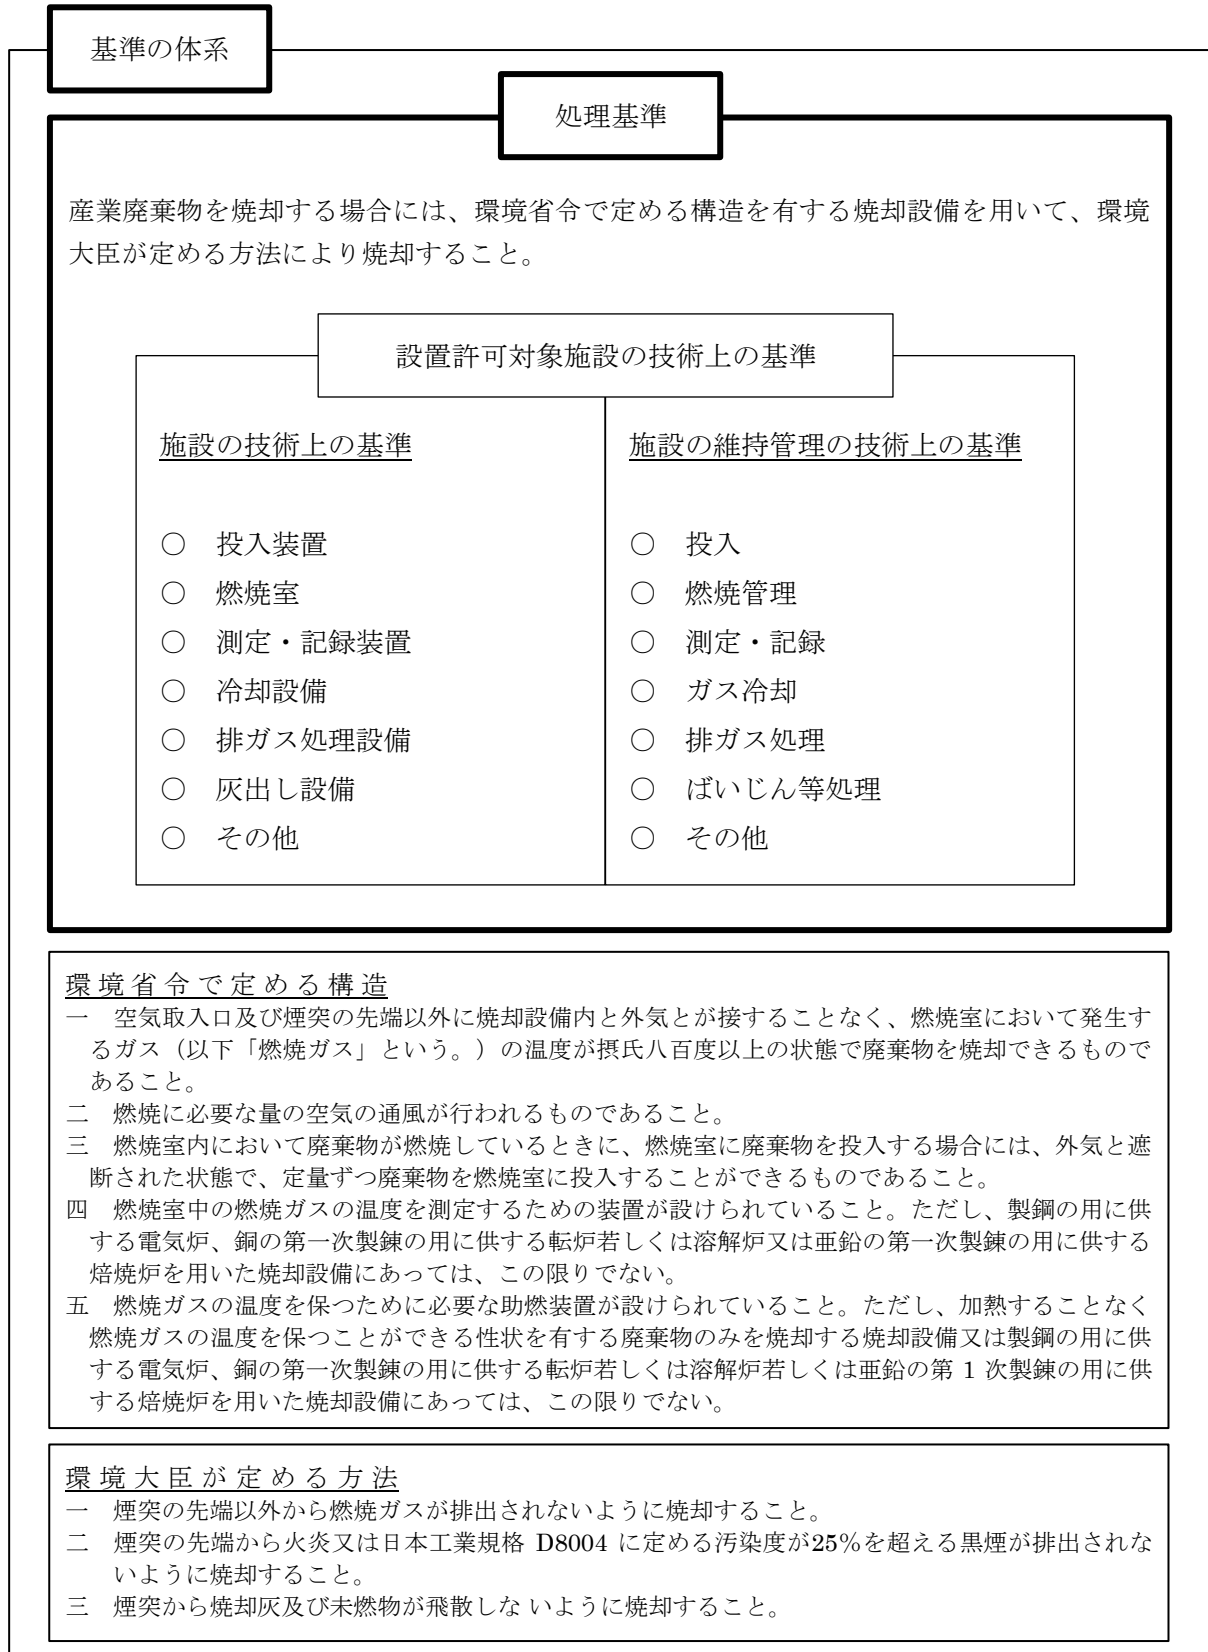 基準の体系
処理基準
産業廃棄物を焼却する場合には、環境省令で定める構造を有する焼却設備を用いて、環境
大臣が定める方法により焼却すること。
設置許可対象施設の技術上の基準
施設の技術上の基準
○　投入装置
○　燃焼室
○　測定・記録装置
○　冷却設備
○　排ガス処理設備
○　灰出し設備
○　その他
施設の維持管理の技術上の基準
○　投入
○　燃焼管理
○　測定・記録
○　ガス冷却
○　排ガス処理
○　ばいじん等処理
○　その他
環境省令で定める構造
一　空気取入口及び煙突の先端以外に焼却設備内と外気とが接することなく、燃焼室において発生す
るガス（以下「燃焼ガス」という。）の温度が摂氏八百度以上の状態で廃棄物を焼却できるもので
あること。
二　燃焼に必要な量の空気の通風が行われるものであること。
三　燃焼室内において廃棄物が燃焼しているときに、燃焼室に廃棄物を投入する場合には、外気と遮
断された状態で、定量ずつ廃棄物を燃焼室に投入することができるものであること。
四　燃焼室中の燃焼ガスの温度を測定するための装置が設けられていること。ただし、製鋼の用に供
する電気炉、銅の第一次製錬の用に供する転炉若しくは溶解炉又は亜鉛の第一次製錬の用に供する
焙焼炉を用いた焼却設備にあっては、この限りでない。
五　燃焼ガスの温度を保つために必要な助燃装置が設けられていること。ただし、加熱することなく
燃焼ガスの温度を保つことができる性状を有する廃棄物のみを焼却する焼却設備又は製鋼の用に供
する電気炉、銅の第一次製錬の用に供する転炉若しくは溶解炉若しくは亜鉛の第 1 次製錬の用に供
する焙焼炉を用いた焼却設備にあっては、この限りでない。
環境大臣が定める方法
一　煙突の先端以外から燃焼ガスが排出されないように焼却すること。
二　煙突の先端から火炎又は日本工業規格 D8004 に定める汚染度が25％を超える黒煙が排出されな
いように焼却すること。
三　煙突から焼却灰及び未燃物が飛散しな いように焼却すること。